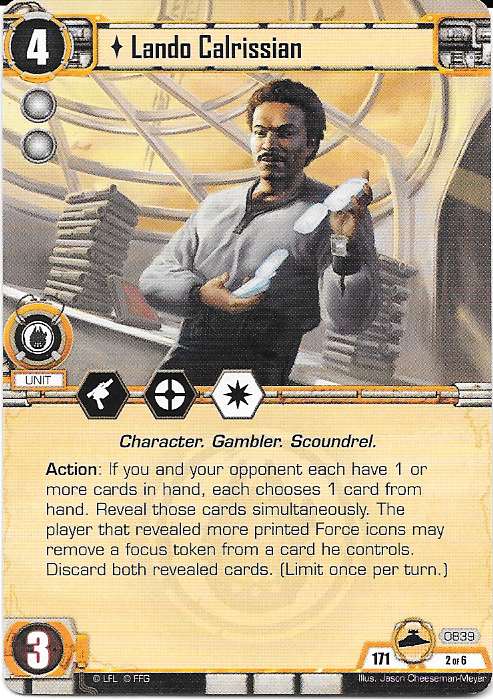 4
Lando Calrissian
UNIT
Character. Gambler. Scoundrel.
Action: If you and your opponent each have 1 or
more cards in hand, each chooses 1 card from
hand. Reveal those cards simultaneously. The
player that revealed more printed Force icons may
remove a focus token from a card he controls.
Discard both revealed cards. (Limit once per turn.)
3
0839
171
2 OF 6
© LFL © FFG
Illus. Jason Cheeseman-Meyer